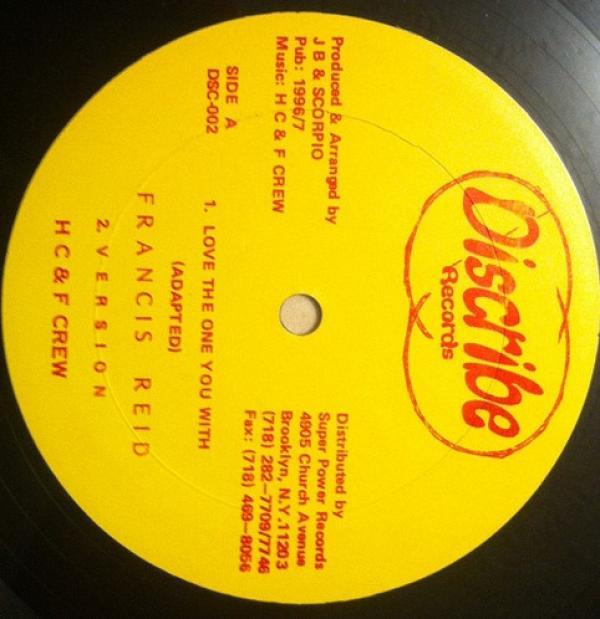 Discribe
Records
Produced & Arranged by
J B & SCORPIO
Pub: 1996/7
Music: H C & F CREW
SIDE A
DSC-002
Distributed by
Super Power Records
4905 Church Avenue
Brooklyn, N.Y.11203
(718) 282-7709/7746
Fax: (718) 469-8056
1. LOVE THE ONE YOU WITH
(ADAPTED)
FRANCIS REID
2. VERSION
H C & F CREW